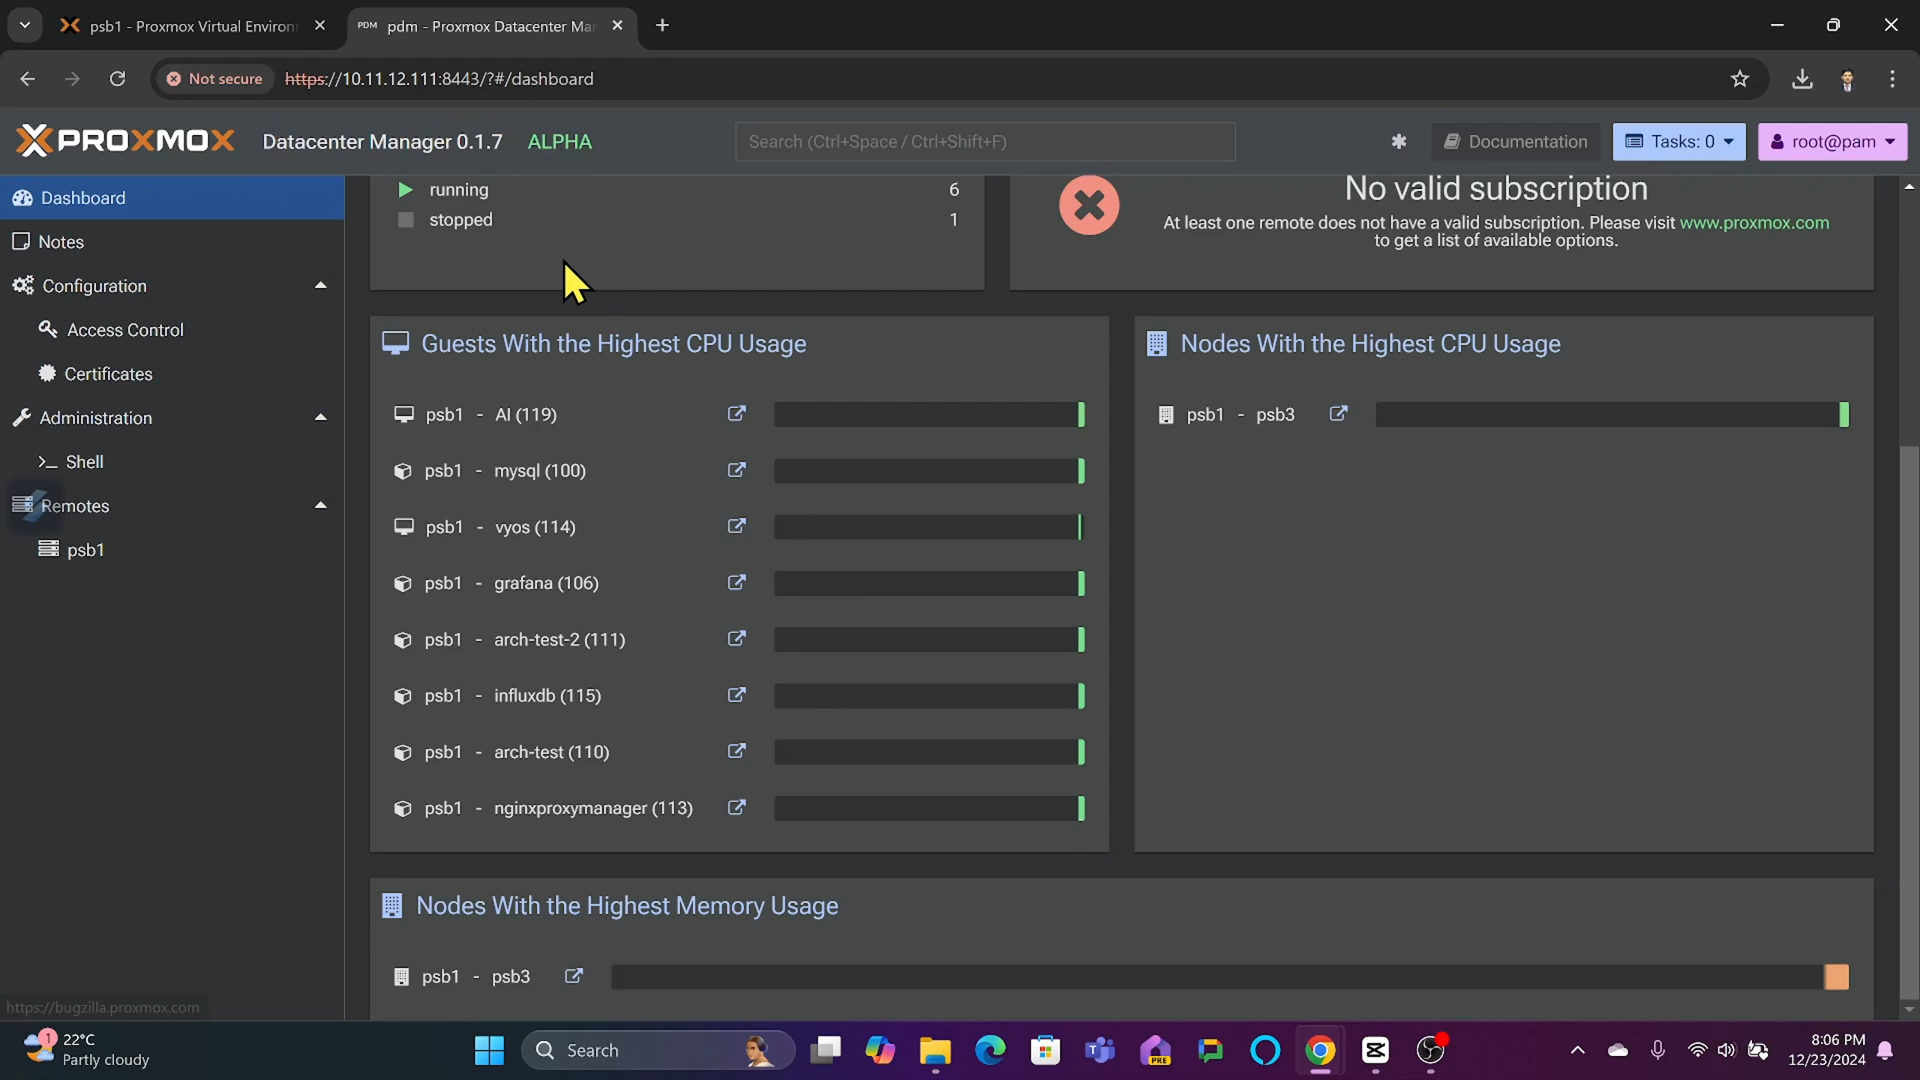 psb1 - Proxmox Virtual Environ
PDM pdm - Proxmox Datacenter Ma
Not secure https://10.11.12.111:8443/?#/dashboard
PROXMOX Datacenter Manager 0.1.7 ALPHA
Search (Ctrl+Space / Ctrl+Shift+F)
Documentation
Tasks: 0
root@pam
Dashboard
Notes
Configuration
Access Control
Certificates
Administration
Shell
Remotes
psb1
running 6
stopped 1
No valid subscription
At least one remote does not have a valid subscription. Please visit www.proxmox.com
to get a list of available options.
Guests With the Highest CPU Usage
psb1 - AI (119)
psb1 - mysql (100)
psb1 - vyos (114)
psb1 - grafana (106)
psb1 - arch-test-2 (111)
psb1 - influxdb (115)
psb1 - arch-test (110)
psb1 - nginxproxymanager (113)
Nodes With the Highest CPU Usage
psb1 - psb3
Nodes With the Highest Memory Usage
psb1 - psb3
https://bugzilla.proxmox.com
1
22°C
Partly cloudy
Search
PRE
8:06 PM
12/23/2024